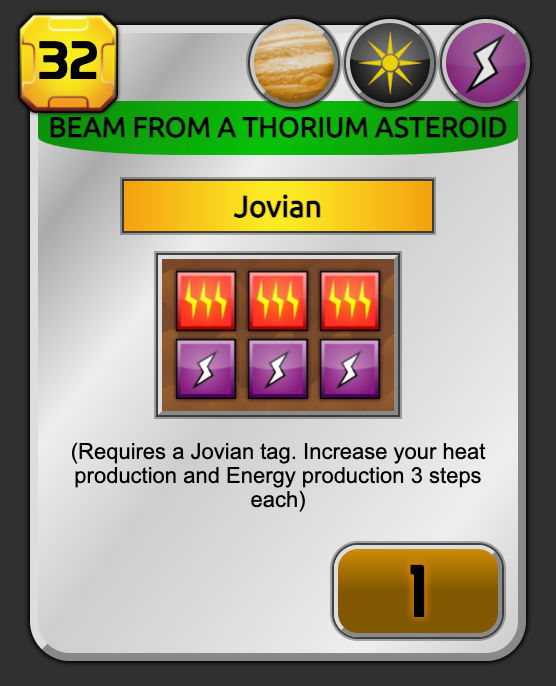 32
BEAM FROM A THORIUM ASTEROID
Jovian
(Requires a Jovian tag. Increase your heat
production and Energy production 3 steps
each)
1